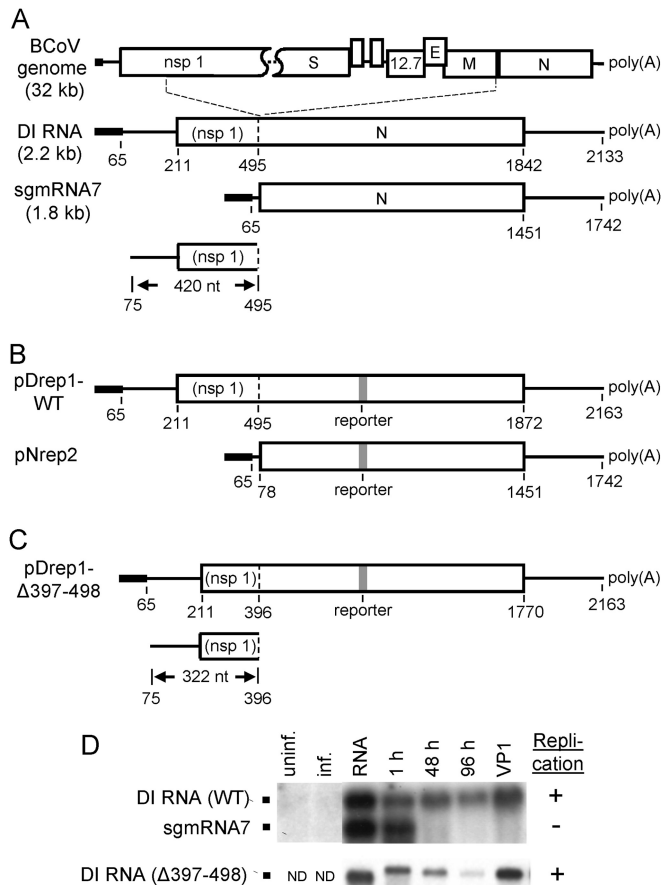 A
BCoV
genome
(32 kb)
nsp 1
S
12.7
E
M
N
poly(A)
DI RNA
(2.2 kb)
(nsp 1)
N
poly(A)
65
211
495
1842
2133
sgmRNA7
(1.8 kb)
N
poly(A)
65
1451
1742
(nsp 1)
420 nt
75
495
B
pDrep1-
WT
(nsp 1)
poly(A)
65
211
495
reporter
1872
2163
pNrep2
poly(A)
65
78
reporter
1451
1742
C
pDrep1-
Δ397-498
(nsp 1)
poly(A)
65
211
396
reporter
1770
2163
(nsp 1)
322 nt
75
396
D
uninf.
inf.
RNA
1 h
48 h
96 h
VP1
Repli-
cation
DI RNA (WT)
+
sgmRNA7
-
DI RNA (Δ397-498)
ND ND
+